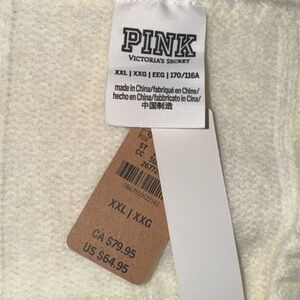 PINK
VICTORIA'S SECRET
XXL | XXG | EEG | 170/116A
made in China/fabriqué en Chine/
hecho en China/fabbricato in Cina/
中国制造
XXL | XXG
CA $79.95
US $64.95